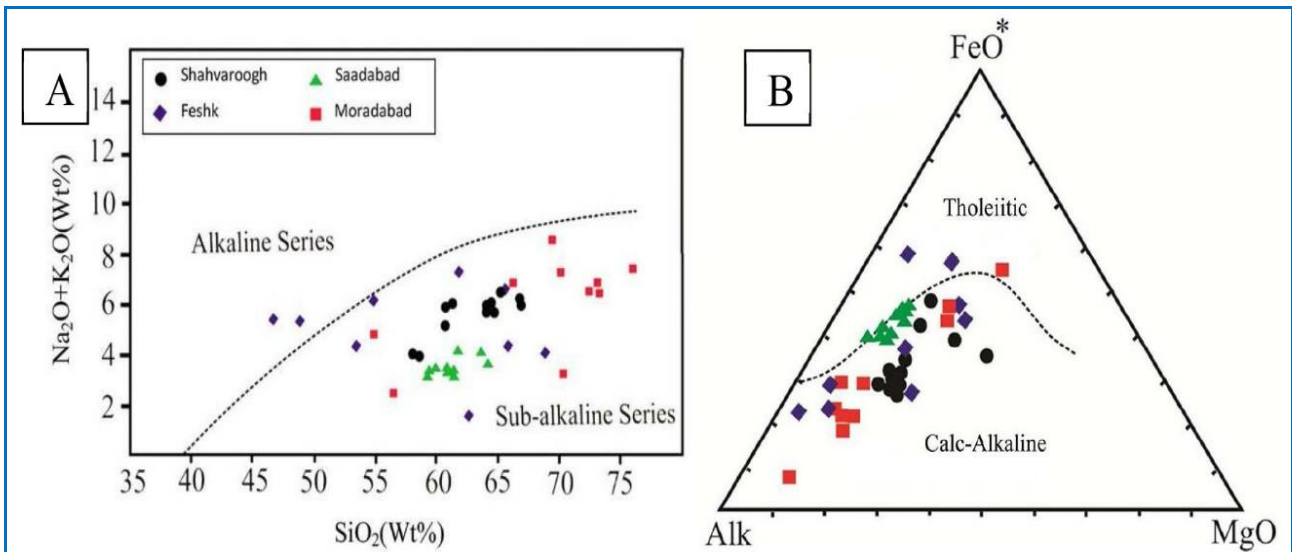 A
Shahvaroogh
Saadabad
Feshk
Moradabad
Na₂O+K₂O(Wt%)
14
12
10
8
6
4
2
Alkaline Series
Sub-alkaline Series
35 40 45 50 55 60 65 70 75
SiO₂(Wt%)
B
FeO*
Tholeiitic
Calc-Alkaline
Alk
MgO